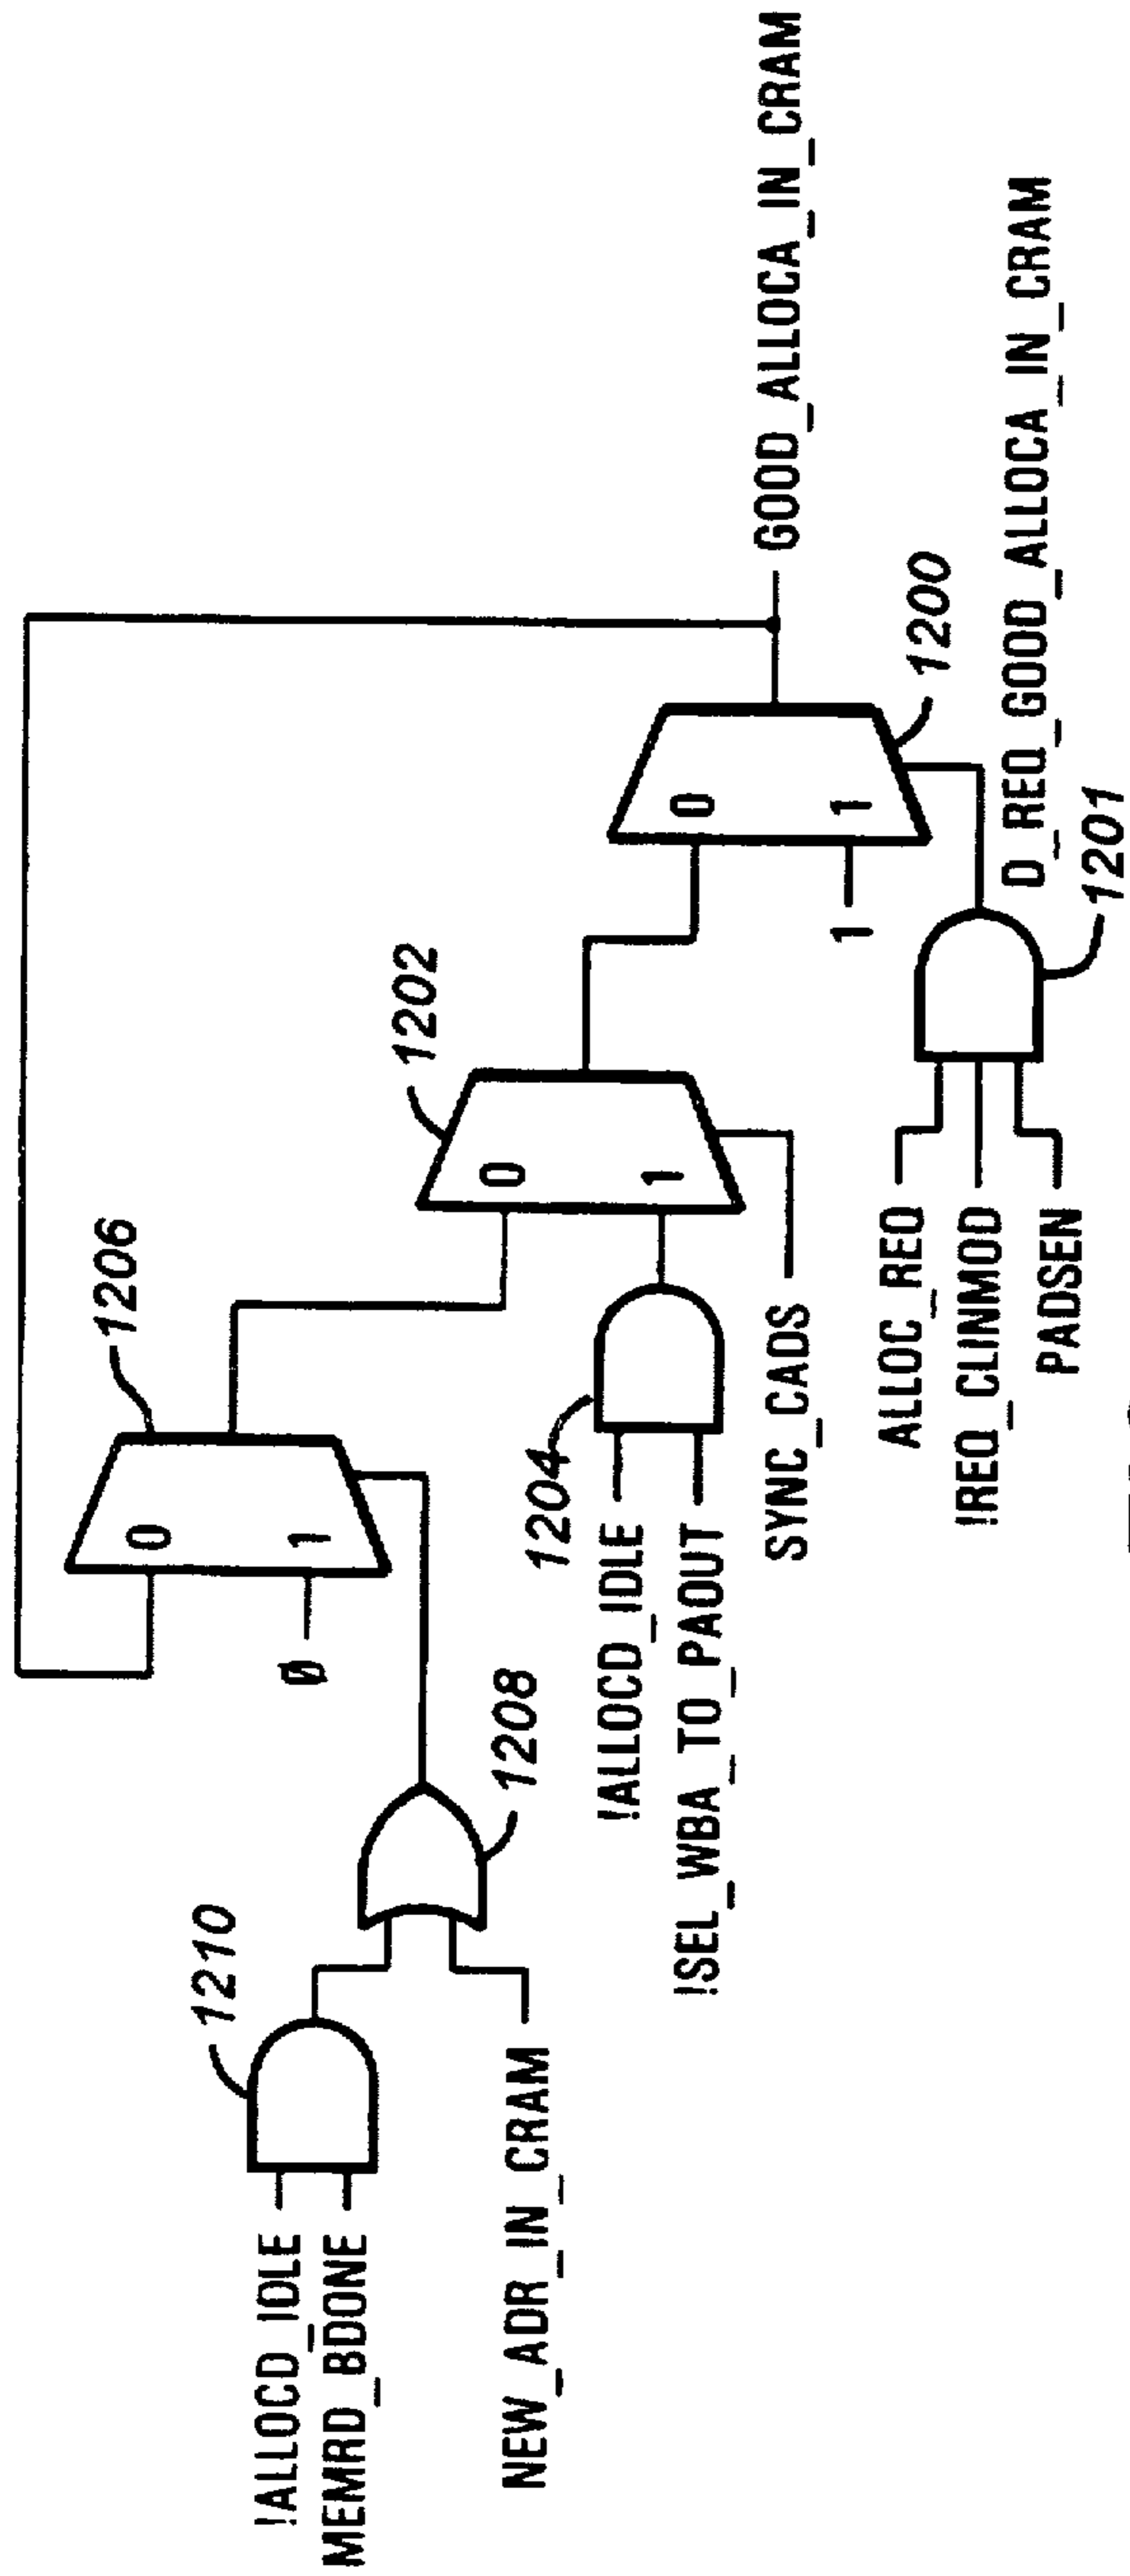 !ALLOCD_IDLE
MEMRD_BDONE
NEW_ADR_IN_CRAM
1210
1208
0
1
0
1206
!ALLOCD_IDLE
!SEL_WBA_TO_PAOUT
1204
SYNC_CADS
0
1
1202
ALLOC_REQ
!REQ_CLINMOD
PADSEN
1201
D_REQ_GOOD_ALLOCA_IN_CRAM
0
1
1
1200
GOOD_ALLOCA_IN_CRAM